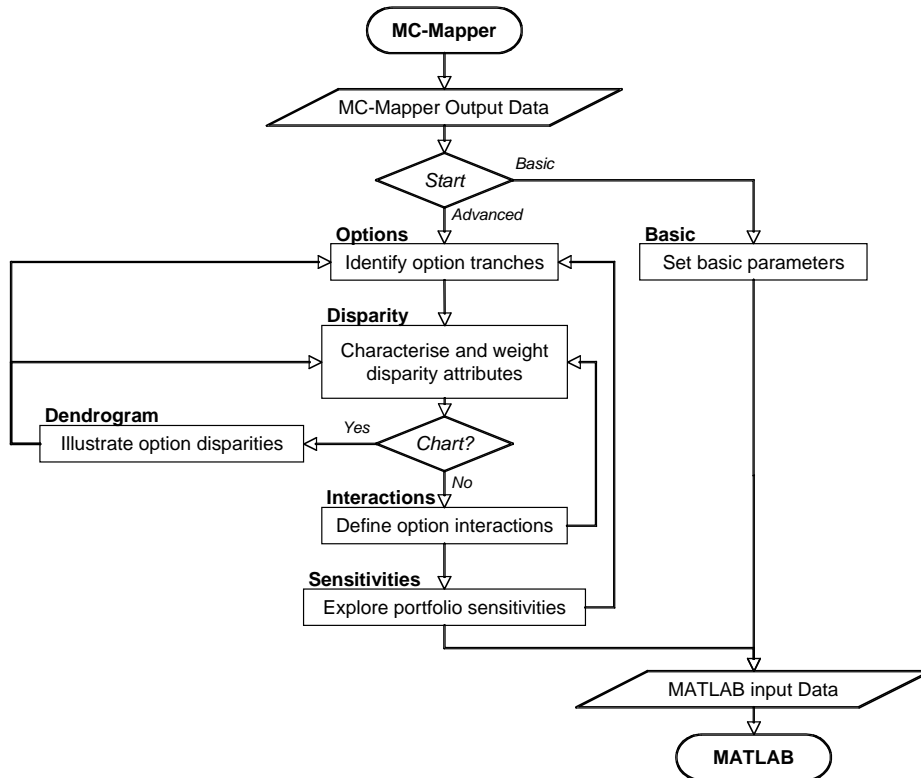 MC-Mapper
MC-Mapper Output Data
Basic
Start
Advanced
Options
Identify option tranches
Basic
Set basic parameters
Disparity
Characterise and weight
disparity attributes
Dendrogram
Illustrate option disparities
Yes
Chart?
No
Interactions
Define option interactions
Sensitivities
Explore portfolio sensitivities
MATLAB input Data
MATLAB